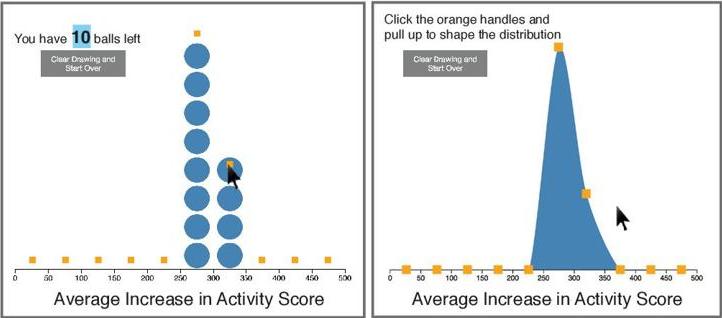 You have 10 balls left
Clear Drawing and
Start Over
0 50 100 150 200 250 300 350 400 450 500
Average Increase in Activity Score
Click the orange handles and
pull up to shape the distribution
Clear Drawing and
Start Over
0 50 100 150 200 250 300 350 400 450 500
Average Increase in Activity Score